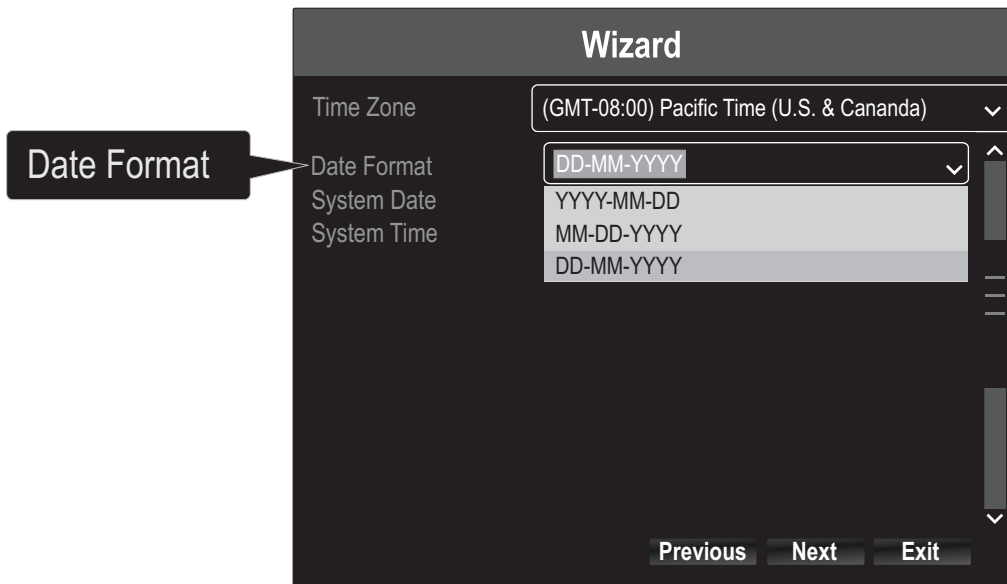 Wizard
Time Zone
(GMT-08:00) Pacific Time (U.S. & Cananda)
Date Format
Date Format
DD-MM-YYYY
System Date
YYYY-MM-DD
System Time
MM-DD-YYYY
DD-MM-YYYY
Previous Next Exit